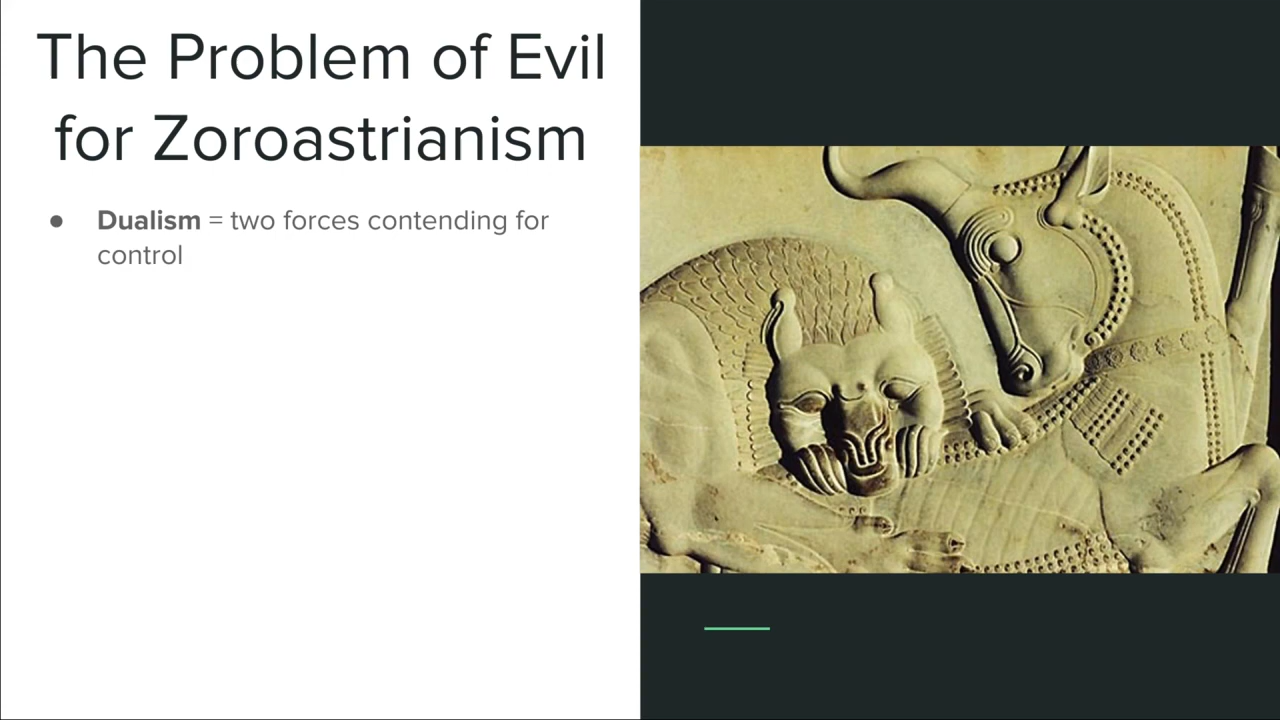 The Problem of Evil
for Zoroastrianism
● Dualism = two forces contending for
control